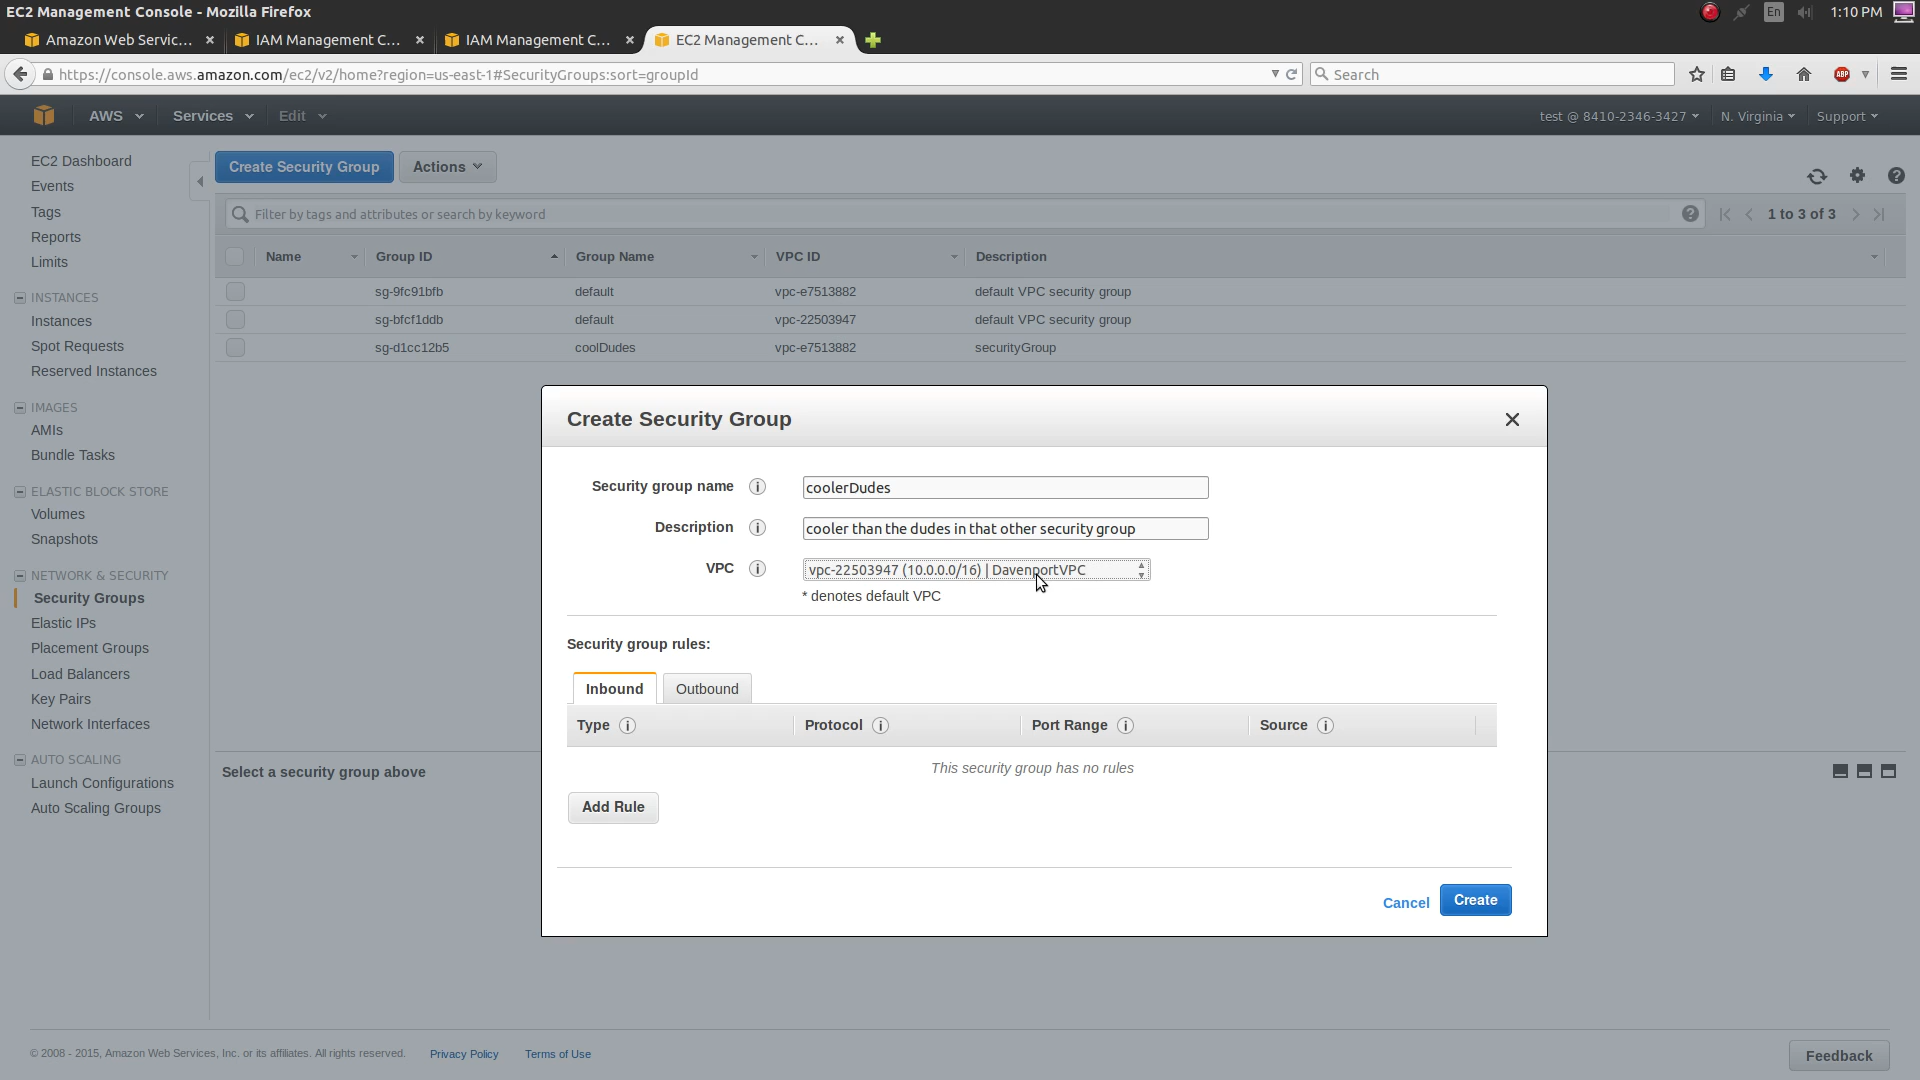 EC2 Management Console - Mozilla Firefox
En
1:10 PM
Amazon Web Servic...
IAM Management C...
IAM Management C...
EC2 Management C...
https://console.aws.amazon.com/ec2/v2/home?region=us-east-1#SecurityGroups:sort=groupId
Search
ABP
AWS
Services
Edit
test @ 8410-2346-3427
N. Virginia
Support
EC2 Dashboard
Events
Tags
Reports
Limits
INSTANCES
Instances
Spot Requests
Reserved Instances
IMAGES
AMIs
Bundle Tasks
ELASTIC BLOCK STORE
Volumes
Snapshots
NETWORK & SECURITY
Security Groups
Elastic IPs
Placement Groups
Load Balancers
Key Pairs
Network Interfaces
AUTO SCALING
Launch Configurations
Auto Scaling Groups
Create Security Group
Actions
Filter by tags and attributes or search by keyword
1 to 3 of 3
Name Group ID Group Name VPC ID Description
sg-9fc91bfb default vpc-e7513882 default VPC security group
sg-bfcf1ddb default vpc-22503947 default VPC security group
sg-d1cc12b5 coolDudes vpc-e7513882 securityGroup
Create Security Group
Security group name coolerDudes
Description cooler than the dudes in that other security group
VPC vpc-22503947 (10.0.0.0/16) | DavenportVPC
* denotes default VPC
Security group rules:
Inbound Outbound
Type Protocol Port Range Source
This security group has no rules
Add Rule
Cancel Create
Select a security group above
© 2008 - 2015, Amazon Web Services, Inc. or its affiliates. All rights reserved. Privacy Policy Terms of Use
Feedback